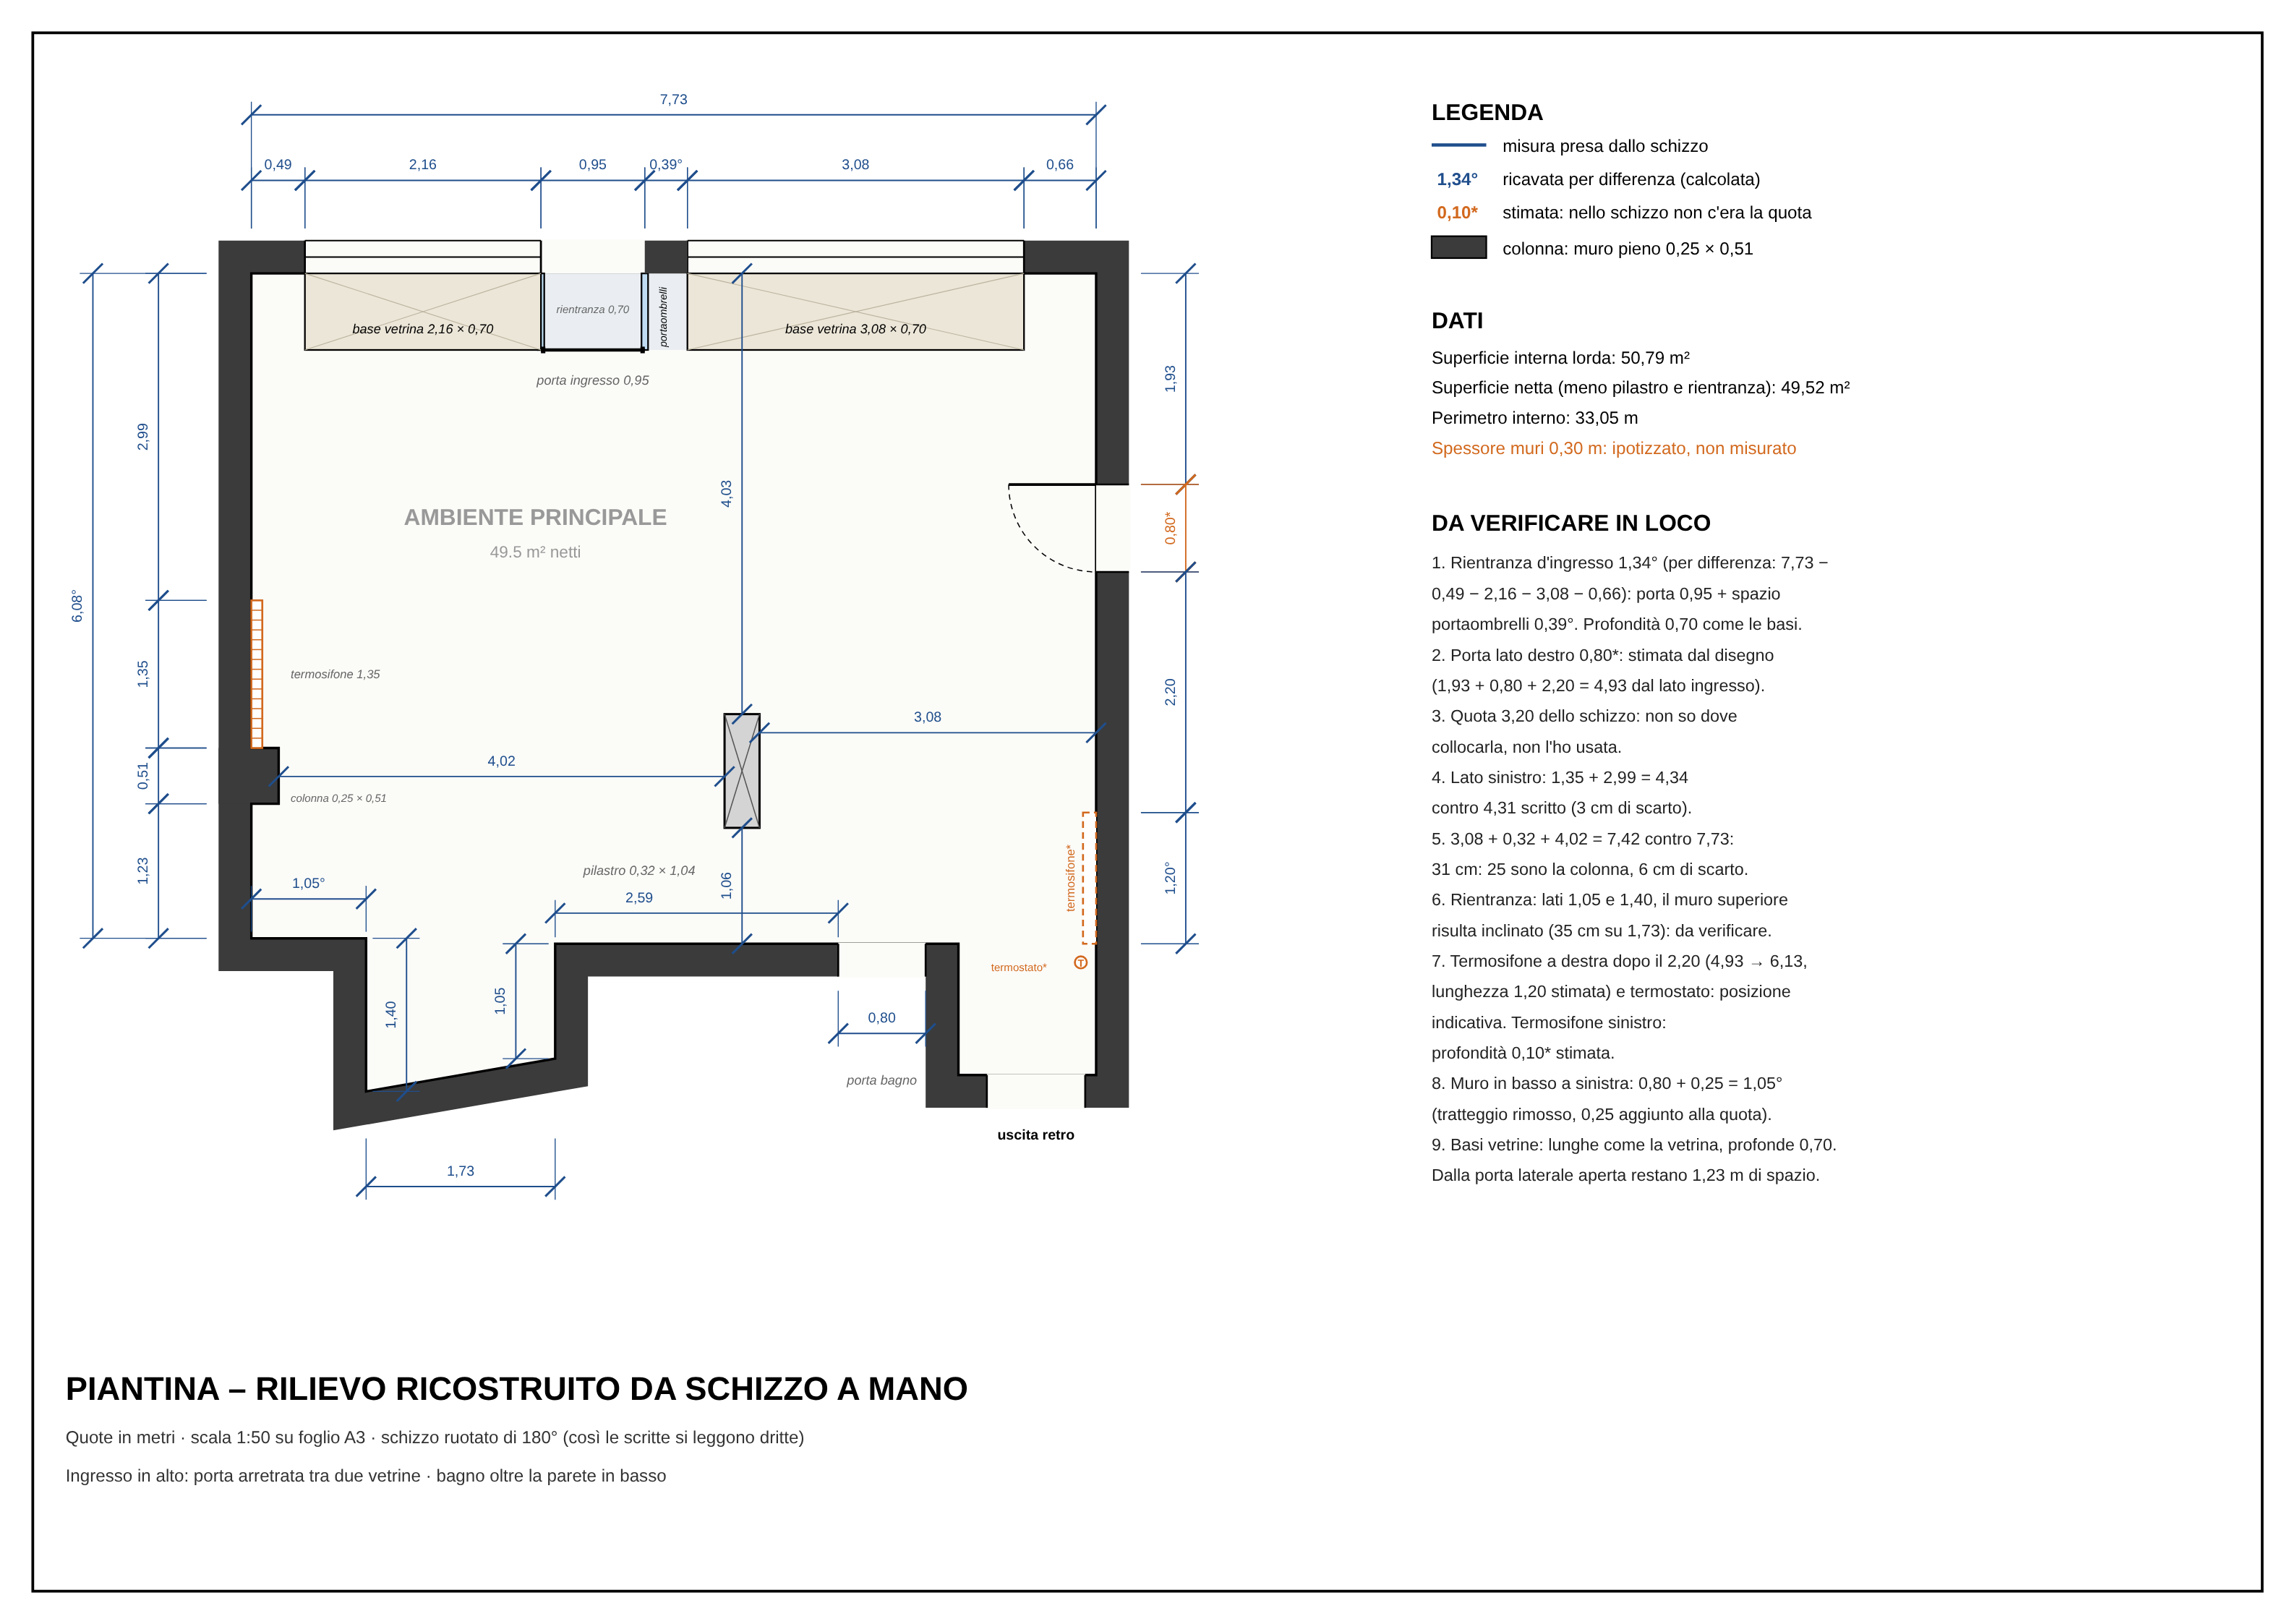 7,73
0,49
2,16
0,95
0,39°
3,08
0,66
base vetrina 2,16 × 0,70
rientranza 0,70
portaombrelli
base vetrina 3,08 × 0,70
porta ingresso 0,95
2,99
6,08°
1,35
0,51
1,23
4,03
1,93
0,80*
2,20
1,20°
AMBIENTE PRINCIPALE
49.5 m² netti
termosifone 1,35
3,08
4,02
colonna 0,25 × 0,51
pilastro 0,32 × 1,04
1,05°
2,59
1,06
termosifone*
termostato*
T
1,40
1,05
0,80
porta bagno
uscita retro
1,73
LEGENDA
misura presa dallo schizzo
1,34° ricavata per differenza (calcolata)
0,10* stimata: nello schizzo non c'era la quota
colonna: muro pieno 0,25 × 0,51
DATI
Superficie interna lorda: 50,79 m²
Superficie netta (meno pilastro e rientranza): 49,52 m²
Perimetro interno: 33,05 m
Spessore muri 0,30 m: ipotizzato, non misurato
DA VERIFICARE IN LOCO
1. Rientranza d'ingresso 1,34° (per differenza: 7,73 −
0,49 − 2,16 − 3,08 − 0,66): porta 0,95 + spazio
portaombrelli 0,39°. Profondità 0,70 come le basi.
2. Porta lato destro 0,80*: stimata dal disegno
(1,93 + 0,80 + 2,20 = 4,93 dal lato ingresso).
3. Quota 3,20 dello schizzo: non so dove
collocarla, non l'ho usata.
4. Lato sinistro: 1,35 + 2,99 = 4,34
contro 4,31 scritto (3 cm di scarto).
5. 3,08 + 0,32 + 4,02 = 7,42 contro 7,73:
31 cm: 25 sono la colonna, 6 cm di scarto.
6. Rientranza: lati 1,05 e 1,40, il muro superiore
risulta inclinato (35 cm su 1,73): da verificare.
7. Termosifone a destra dopo il 2,20 (4,93 → 6,13,
lunghezza 1,20 stimata) e termostato: posizione
indicativa. Termosifone sinistro:
profondità 0,10* stimata.
8. Muro in basso a sinistra: 0,80 + 0,25 = 1,05°
(tratteggio rimosso, 0,25 aggiunto alla quota).
9. Basi vetrine: lunghe come la vetrina, profonde 0,70.
Dalla porta laterale aperta restano 1,23 m di spazio.
PIANTINA – RILIEVO RICOSTRUITO DA SCHIZZO A MANO
Quote in metri · scala 1:50 su foglio A3 · schizzo ruotato di 180° (così le scritte si leggono dritte)
Ingresso in alto: porta arretrata tra due vetrine · bagno oltre la parete in basso